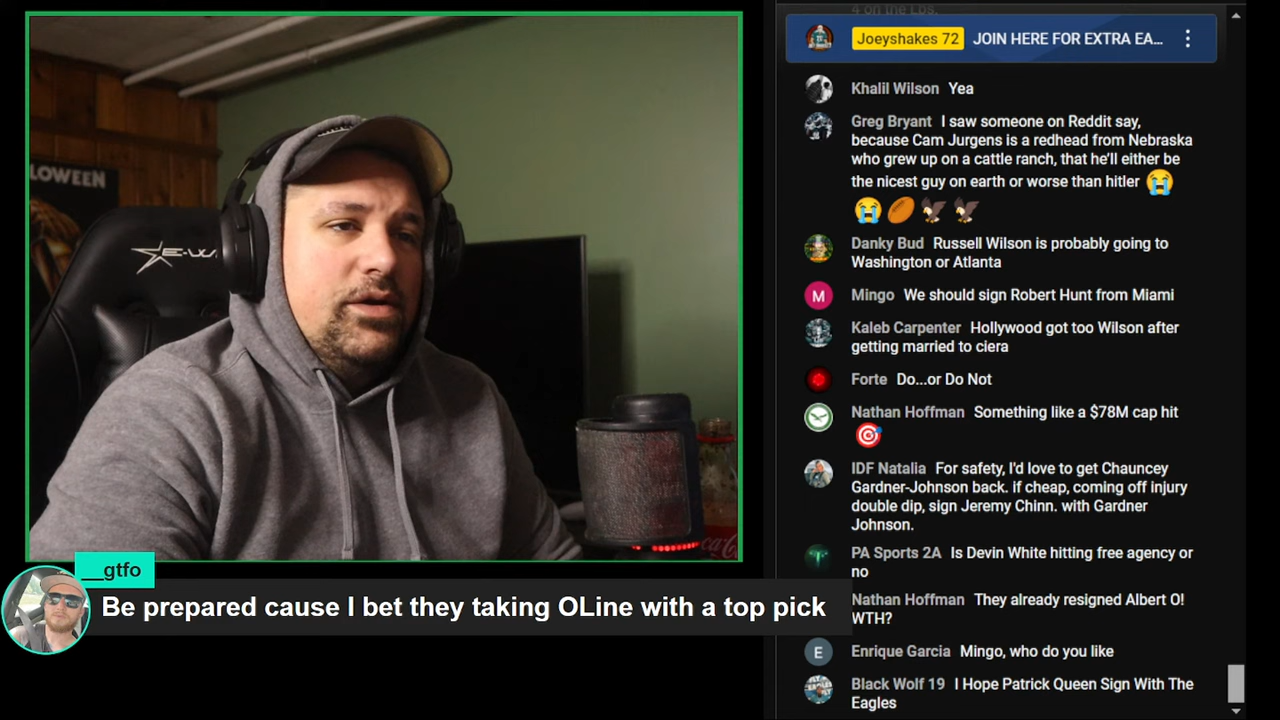 LOWEEN
E-W
__gtfo
Be prepared cause I bet they taking OLine with a top pick
4 on the Lbs.
Joeyshakes 72 JOIN HERE FOR EXTRA EA...
Khalil Wilson Yea
Greg Bryant I saw someone on Reddit say,
because Cam Jurgens is a redhead from Nebraska
who grew up on a cattle ranch, that he'll either be
the nicest guy on earth or worse than hitler 😭
😭🏈🦅🦅
Danky Bud Russell Wilson is probably going to
Washington or Atlanta
M Mingo We should sign Robert Hunt from Miami
Kaleb Carpenter Hollywood got too Wilson after
getting married to ciera
Forte Do...or Do Not
Nathan Hoffman Something like a $78M cap hit
🎯
IDF Natalia For safety, I'd love to get Chauncey
Gardner-Johnson back. if cheap, coming off injury
double dip, sign Jeremy Chinn. with Gardner
Johnson.
PA Sports 2A Is Devin White hitting free agency or
no
Nathan Hoffman They already resigned Albert O!
WTH?
E Enrique Garcia Mingo, who do you like
Black Wolf 19 I Hope Patrick Queen Sign With The
Eagles